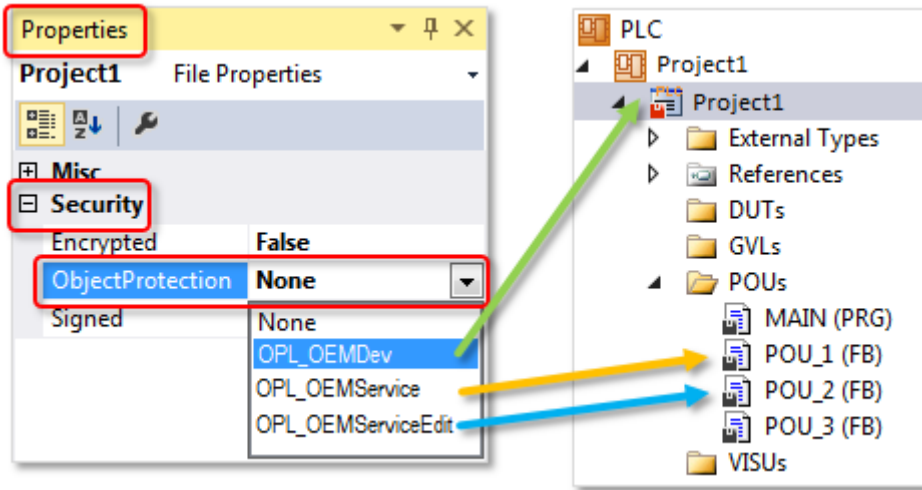 Properties
Project1 File Properties
Misc
Security
Encrypted False
ObjectProtection None
Signed
None
OPL_OEMDev
OPL_OEMService
OPL_OEMServiceEdit
PLC
Project1
Project1
External Types
References
DUTs
GVLs
POUs
MAIN (PRG)
POU_1 (FB)
POU_2 (FB)
POU_3 (FB)
VISUs